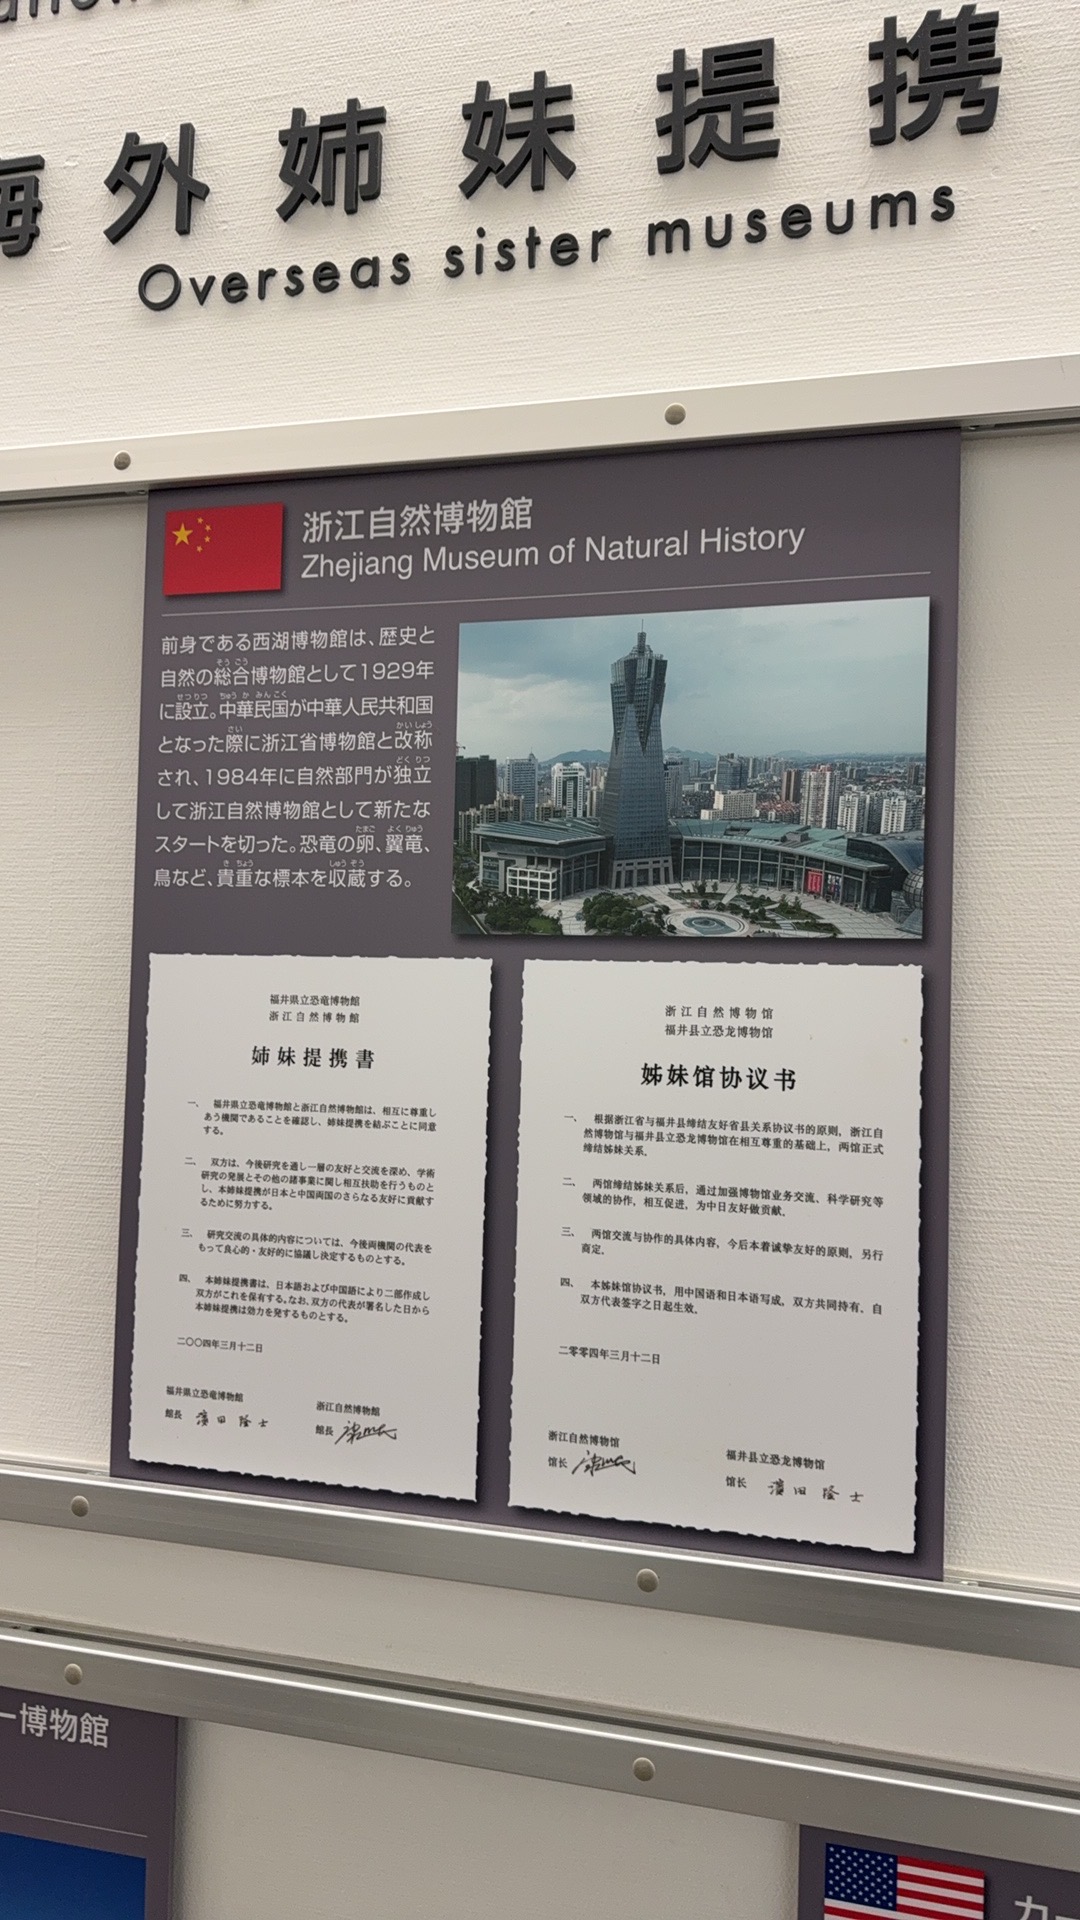 海外姉妹提携
Overseas sister museums
浙江自然博物館
Zhejiang Museum of Natural History
前身である西湖博物館は、歴史と
自然の総合博物館として1929年
に設立。中華民国が中華人民共和国
となった際に浙江省博物館と改称
され、1984年に自然部門が独立
して浙江自然博物館として新たな
スタートを切った。恐竜の卵、翼竜、
鳥など、貴重な標本を収蔵する。
福井県立恐竜博物館
浙江自然博物館
姉妹提携書
一、 福井県立恐竜博物館と浙江自然博物館は、相互に尊重し
あう機関であることを確認し、姉妹提携を結ぶことに同意
する。
二、 双方は、今後研究を通し一層の友好と交流を深め、学術
研究の発展とその他の諸事業に関し相互扶助を行うものと
し、本姉妹提携が日本と中国両国のさらなる友好に貢献す
るために努力する。
三、 研究交流の具体的内容については、今後両機関の代表を
もって良心的・友好的に協議し決定するものとする。
四、 本姉妹提携書は、日本語および中国語により二部作成し
双方がこれを保有する。なお、双方の代表が署名した日から
本姉妹提携は効力を発するものとする。
二〇〇四年三月十二日
福井県立恐竜博物館
館長 濱田隆士
浙江自然博物館
館長
浙江自然博物馆
福井县立恐龙博物馆
姊妹馆协议书
一、 根据浙江省与福井县缔结友好省县关系协议书的原则，浙江自
然博物馆与福井县立恐龙博物馆在相互尊重的基础上，两馆正式
缔结姊妹关系。
二、 两馆缔结姊妹关系后，通过加强博物馆业务交流、科学研究等
领域的协作，相互促进，为中日友好做贡献。
三、 两馆交流与协作的具体内容，今后本着诚挚友好的原则，另行
商定。
四、 本姊妹馆协议书，用中国语和日本语写成，双方共同持有，自
双方代表签字之日起生效。
二零零四年三月十二日
浙江自然博物馆
馆长
福井县立恐龙博物馆
馆长 濱田隆士
ー博物館
カー